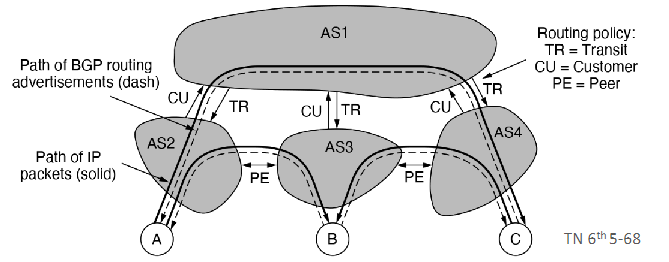 AS1
Routing policy:
TR = Transit
CU = Customer
PE = Peer
Path of BGP routing
advertisements (dash)
CU
TR
CU
TR
CU
TR
AS2
AS3
AS4
Path of IP
packets (solid)
PE
PE
A
B
C
TN 6th 5-68